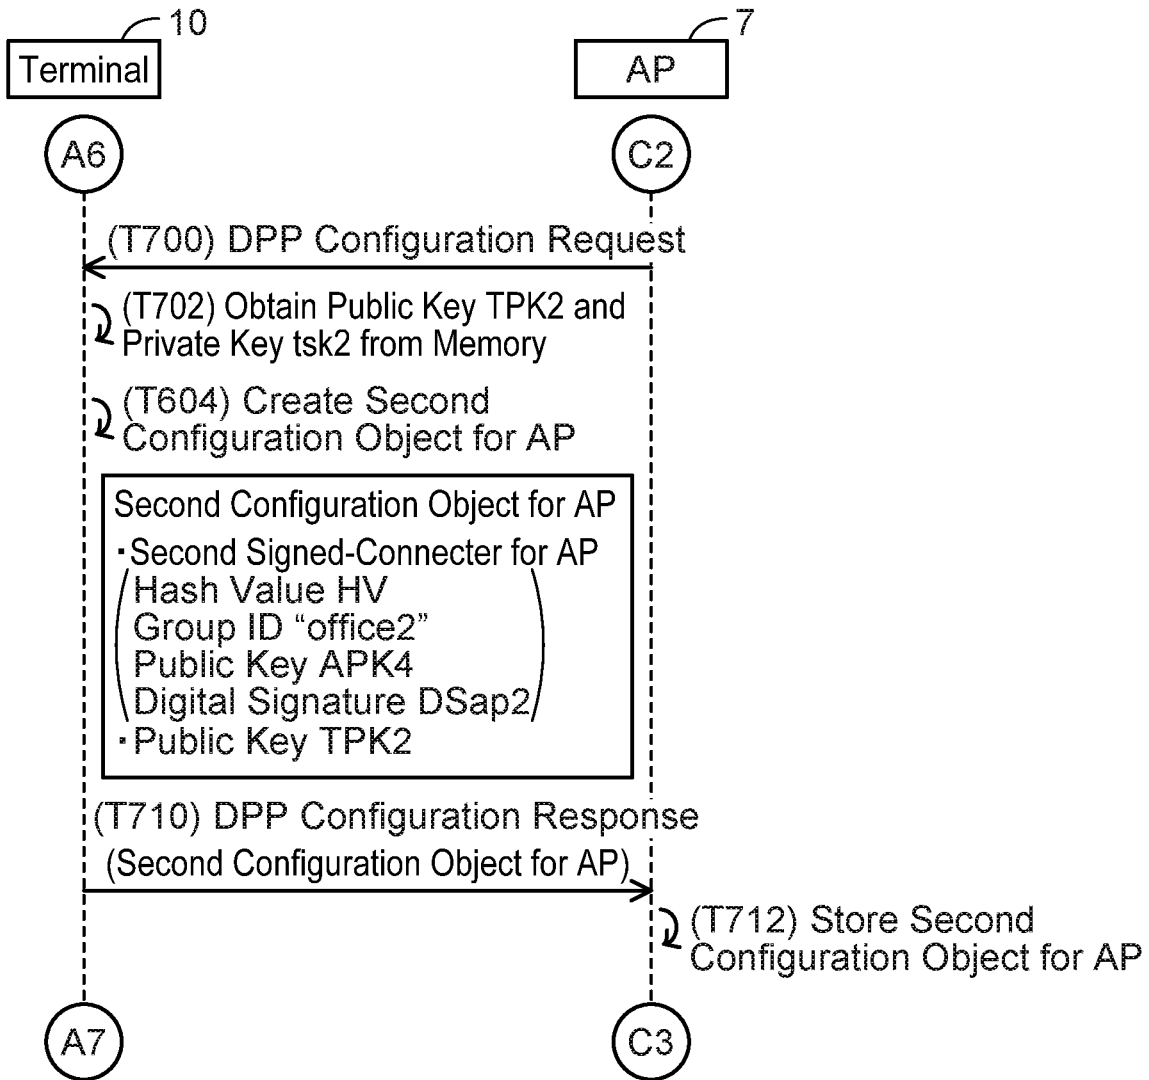 10
7
Terminal
AP
A6
C2
(T700) DPP Configuration Request
(T702) Obtain Public Key TPK2 and
Private Key tsk2 from Memory
(T604) Create Second
Configuration Object for AP
Second Configuration Object for AP
・Second Signed-Connecter for AP
Hash Value HV
Group ID “office2”
Public Key APK4
Digital Signature DSap2
・Public Key TPK2
(T710) DPP Configuration Response
(Second Configuration Object for AP)
(T712) Store Second
Configuration Object for AP
A7
C3